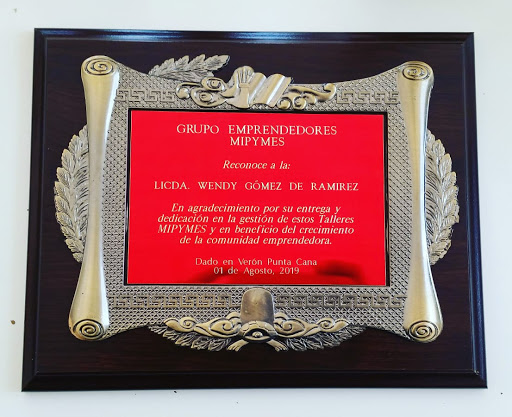 GRUPO EMPRENDEDORES
MIPYMES
Reconoce a la:
LICDA. WENDY GÓMEZ DE RAMIREZ
En agradecimiento por su entrega y
dedicación en la gestión de estos Talleres
MIPYMES y en beneficio del crecimiento
de la comunidad emprendedora.
Dado en Verón Punta Cana
01 de Agosto, 2019